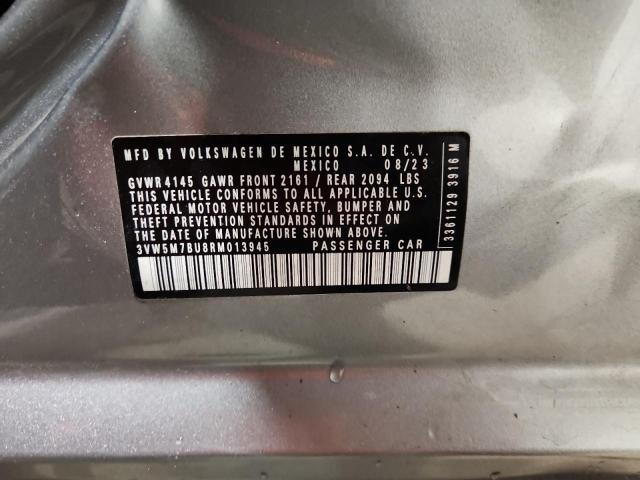 MFD BY VOLKSWAGEN DE MEXICO S.A. DE C.V.
MEXICO 08/23
GVWR 4145 GAWR FRONT 2161 / REAR 2094 LBS
THIS VEHICLE CONFORMS TO ALL APPLICABLE U.S.
FEDERAL MOTOR VEHICLE SAFETY, BUMPER AND
THEFT PREVENTION STANDARDS IN EFFECT ON
THE DATE OF MANUFACTURE SHOWN ABOVE.
3VW5M7BU8RM013945 PASSENGER CAR
3361129 3916 M